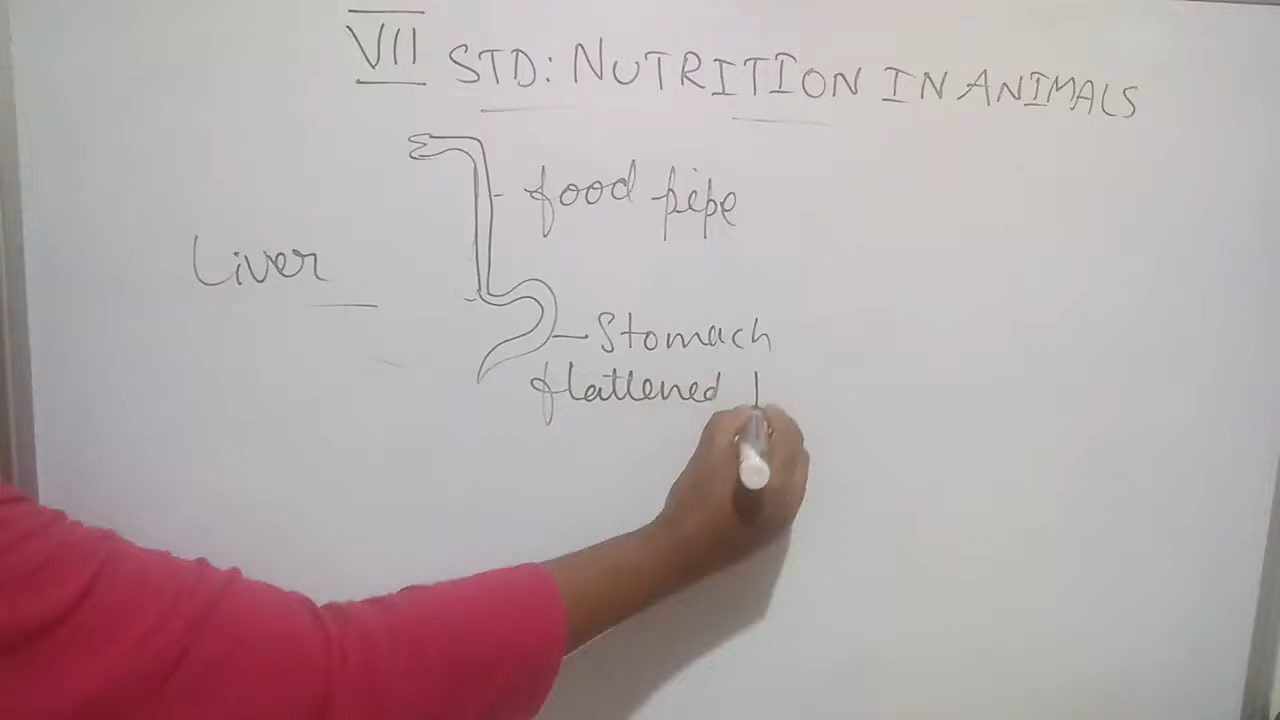 VII STD: NUTRITION IN ANIMALS
food pipe
Liver
Stomach
flattened